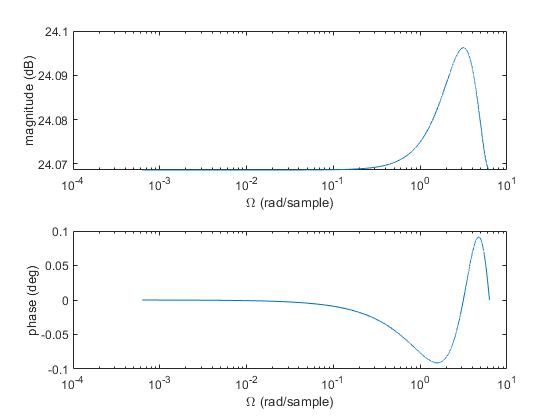 24.1
24.09
24.08
24.07
magnitude (dB)
10^-4 10^-3 10^-2 10^-1 10^0 10^1
Ω (rad/sample)
0.1
0.05
0
-0.05
-0.1
phase (deg)
10^-4 10^-3 10^-2 10^-1 10^0 10^1
Ω (rad/sample)